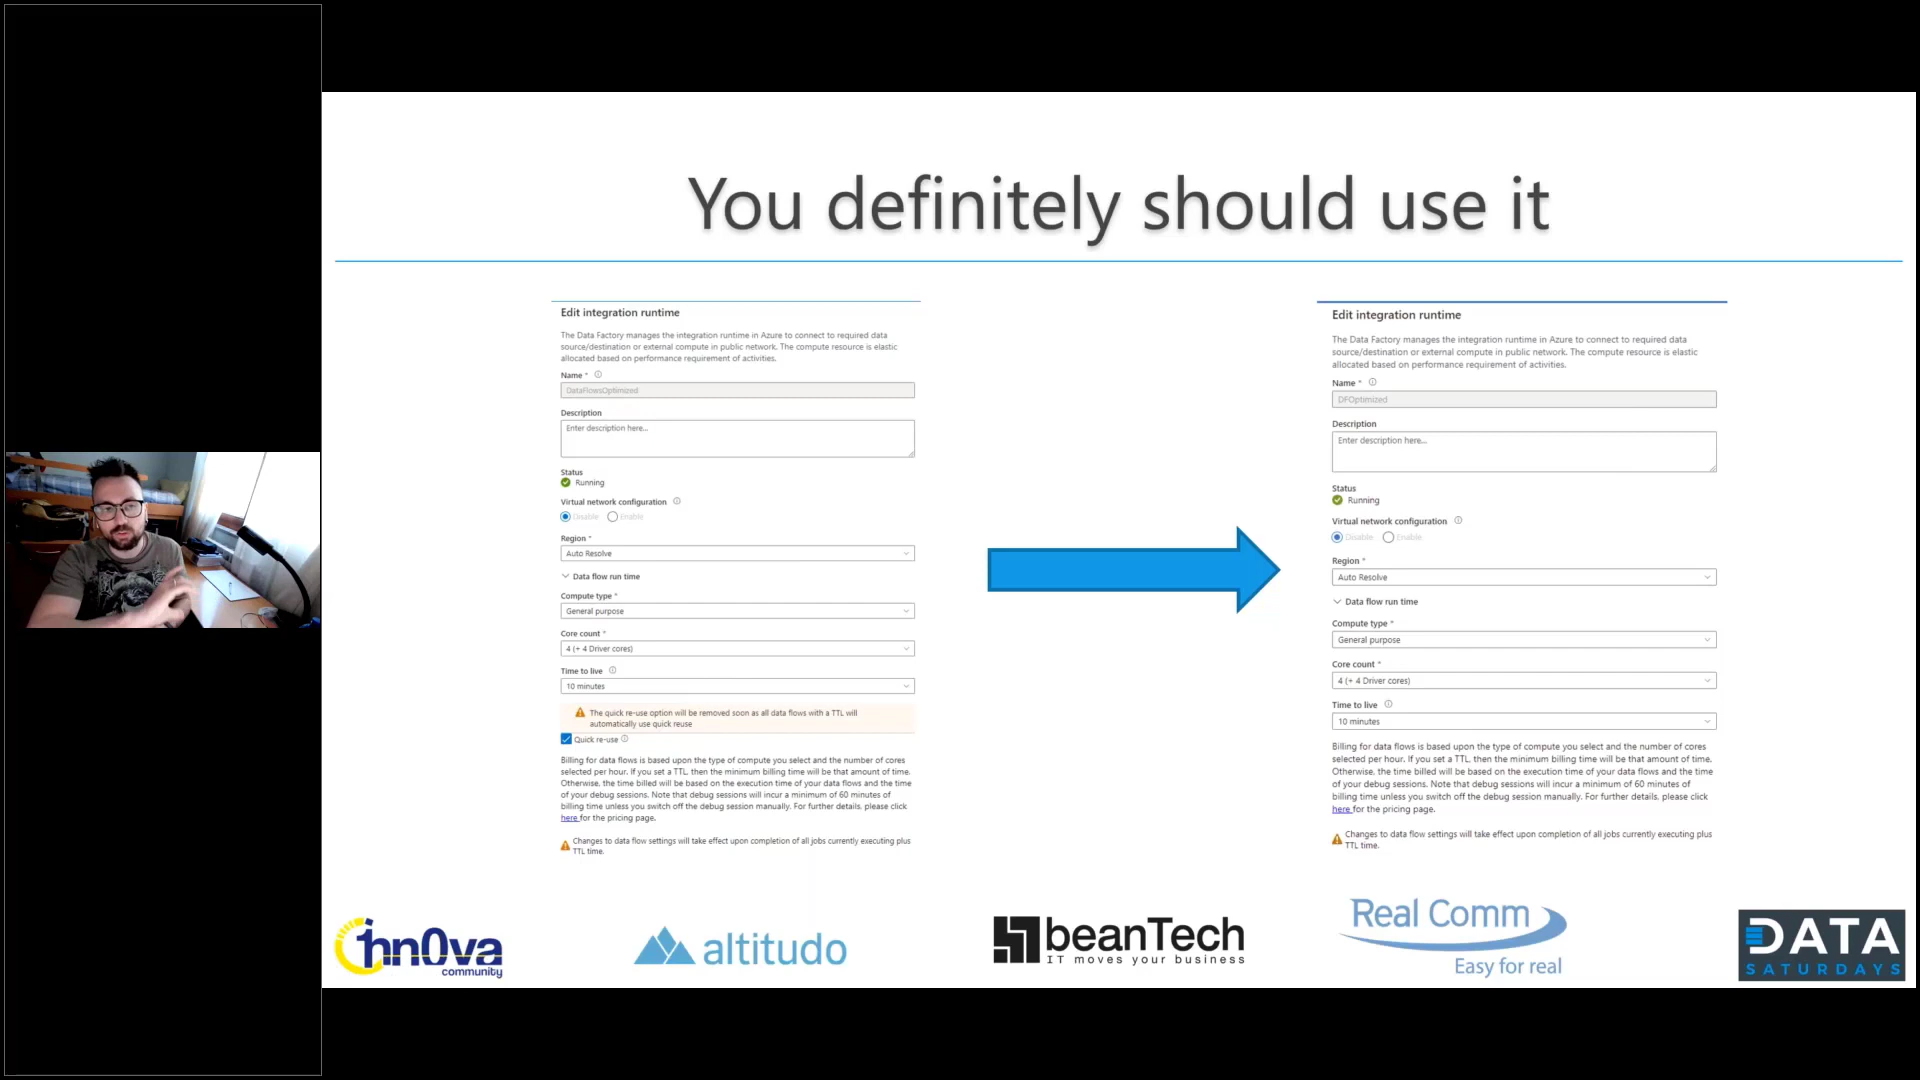 You definitely should use it
Edit integration runtime
The Data Factory manages the integration runtime in Azure to connect to required data
source/destination or external compute in public network. The compute resource is elastic
allocated based on performance requirement of activities.
Name *
DataFlowsOptimized
Description
Enter description here...
Status
Running
Virtual network configuration
Disable Enable
Region *
Auto Resolve
Data flow run time
Compute type *
General purpose
Core count *
4 (+ 4 Driver cores)
Time to live
10 minutes
The quick re-use option will be removed soon as all data flows with a TTL will
automatically use quick reuse
Quick re-use
Billing for data flows is based upon the type of compute you select and the number of cores
selected per hour. If you set a TTL, then the minimum billing time will be that amount of time.
Otherwise, the time billed will be based on the execution time of your data flows and the time
of your debug sessions. Note that debug sessions will incur a minimum of 60 minutes of
billing time unless you switch off the debug session manually. For further details, please click
here for the pricing page.
Changes to data flow settings will take effect upon completion of all jobs currently executing plus
TTL time.
Edit integration runtime
The Data Factory manages the integration runtime in Azure to connect to required data
source/destination or external compute in public network. The compute resource is elastic
allocated based on performance requirement of activities.
Name *
DFOptimized
Description
Enter description here...
Status
Running
Virtual network configuration
Disable Enable
Region *
Auto Resolve
Data flow run time
Compute type *
General purpose
Core count *
4 (+ 4 Driver cores)
Time to live
10 minutes
Billing for data flows is based upon the type of compute you select and the number of cores
selected per hour. If you set a TTL, then the minimum billing time will be that amount of time.
Otherwise, the time billed will be based on the execution time of your data flows and the time
of your debug sessions. Note that debug sessions will incur a minimum of 60 minutes of
billing time unless you switch off the debug session manually. For further details, please click
here for the pricing page.
Changes to data flow settings will take effect upon completion of all jobs currently executing plus
TTL time.
1nn0va
community
altitudo
beanTech
IT moves your business
Real Comm
Easy for real
DATA
SATURDAYS